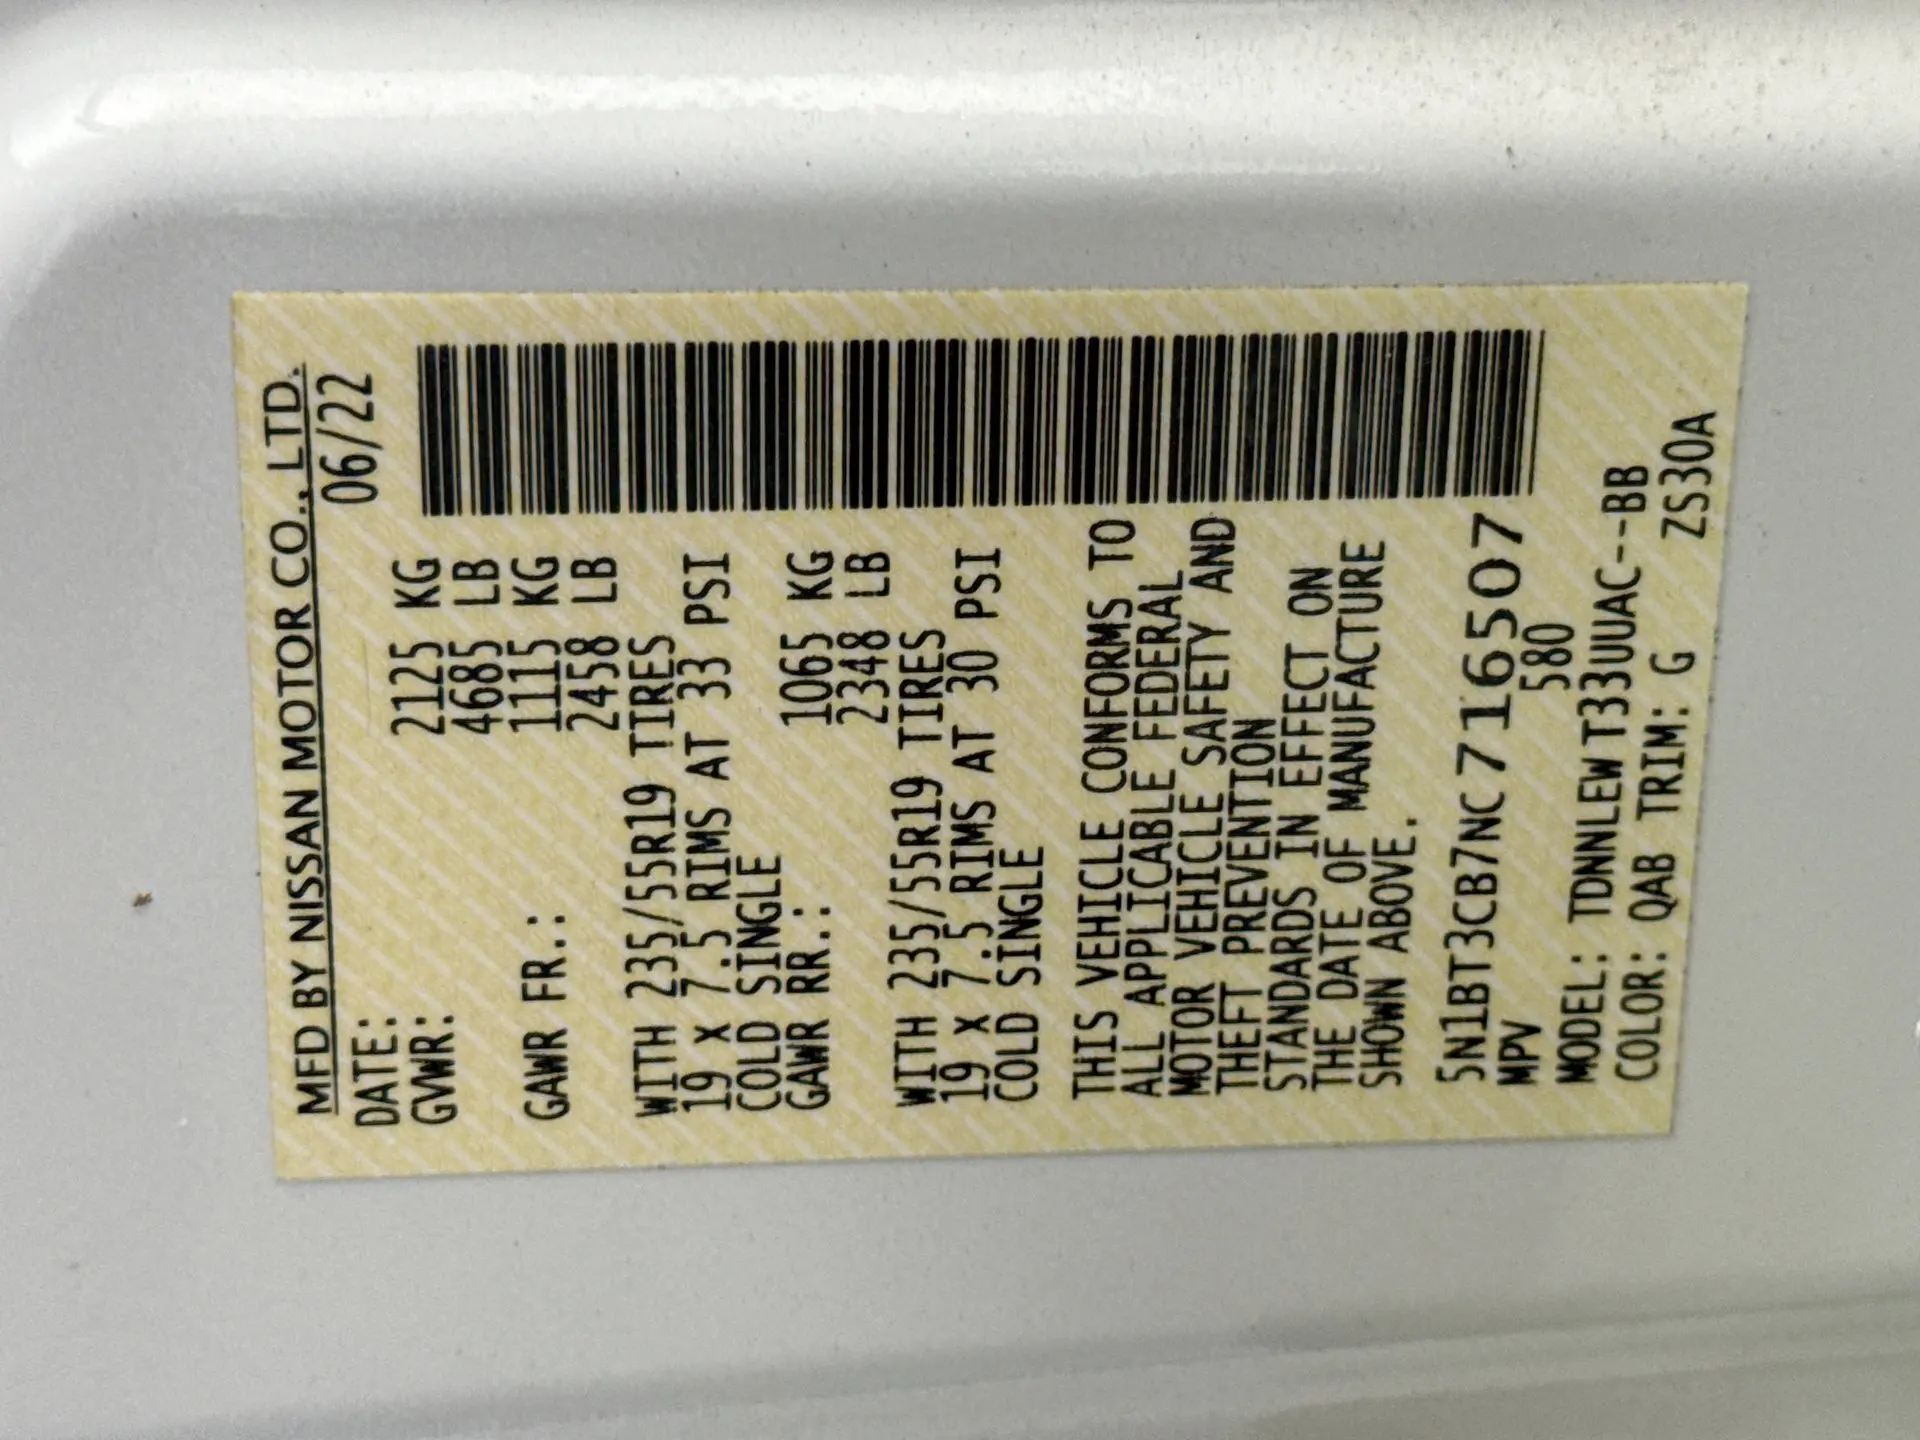 MFD BY NISSAN MOTOR CO., LTD.
DATE: 06/22
GVWR: 2125 KG
4685 LB
GAWR FR.: 1115 KG
2458 LB
WITH 235/55R19 TIRES
19 X 7.5 RIMS AT 33 PSI
COLD SINGLE
GAWR RR.: 1065 KG
2348 LB
WITH 235/55R19 TIRES
19 X 7.5 RIMS AT 30 PSI
COLD SINGLE
THIS VEHICLE CONFORMS TO
ALL APPLICABLE FEDERAL
MOTOR VEHICLE SAFETY AND
THEFT PREVENTION
STANDARDS IN EFFECT ON
THE DATE OF MANUFACTURE
SHOWN ABOVE.
5N1BT3CB7NC716507
MPV 580
MODEL: TDNNLEWT33UUAC--BB
COLOR: QAB TRIM: G ZS30A